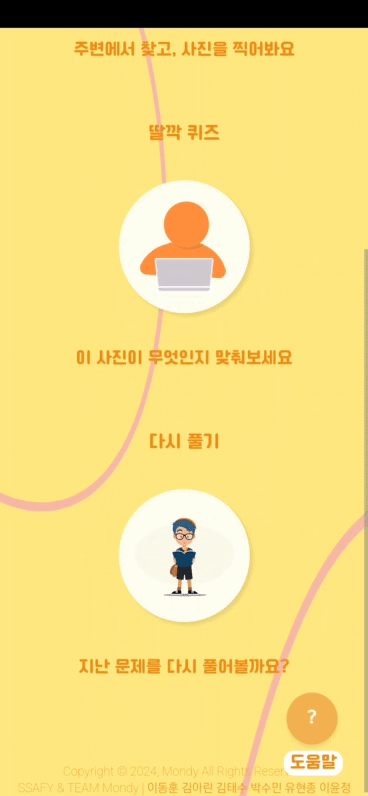 주변에서 찾고, 사진을 찍어봐요
딸깍 퀴즈
이 사진이 무엇인지 맞춰보세요
다시 풀기
지난 문제를 다시 풀어볼까요?
?
도움말
Copyright © 2024, Mondy All Rights
SSAFY & TEAM Mondy | 이동훈 김아린 김태수 박수민 유현종 이윤정